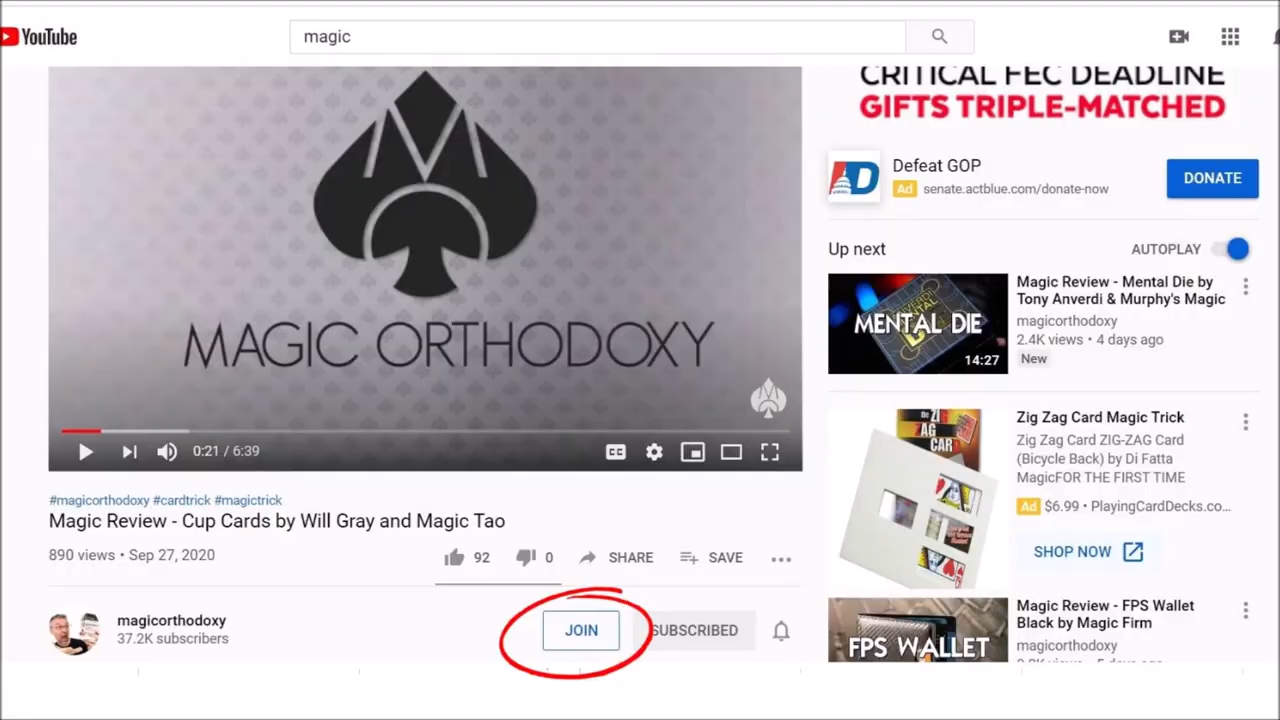 YouTube
magic
CRITICAL FEC DEADLINE
GIFTS TRIPLE-MATCHED
Defeat GOP
Ad senate.actblue.com/donate-now
DONATE
MAGIC ORTHODOXY
0:21 / 6:39
CC
#magicorthodoxy #cardtrick #magictrick
Magic Review - Cup Cards by Will Gray and Magic Tao
890 views • Sep 27, 2020
92
0
SHARE
SAVE
magicorthodoxy
37.2K subscribers
JOIN
SUBSCRIBED
Up next
AUTOPLAY
MENTAL DIE
14:27
Magic Review - Mental Die by
Tony Anverdi & Murphy's Magic
magicorthodoxy
2.4K views • 4 days ago
New
ZIG
ZAG
CARD
Zig Zag Card Magic Trick
Zig Zag Card ZIG-ZAG Card
(Bicycle Back) by Di Fatta
MagicFOR THE FIRST TIME
Ad $6.99 • PlayingCardDecks.co...
SHOP NOW
FPS WALLET
Magic Review - FPS Wallet
Black by Magic Firm
magicorthodoxy